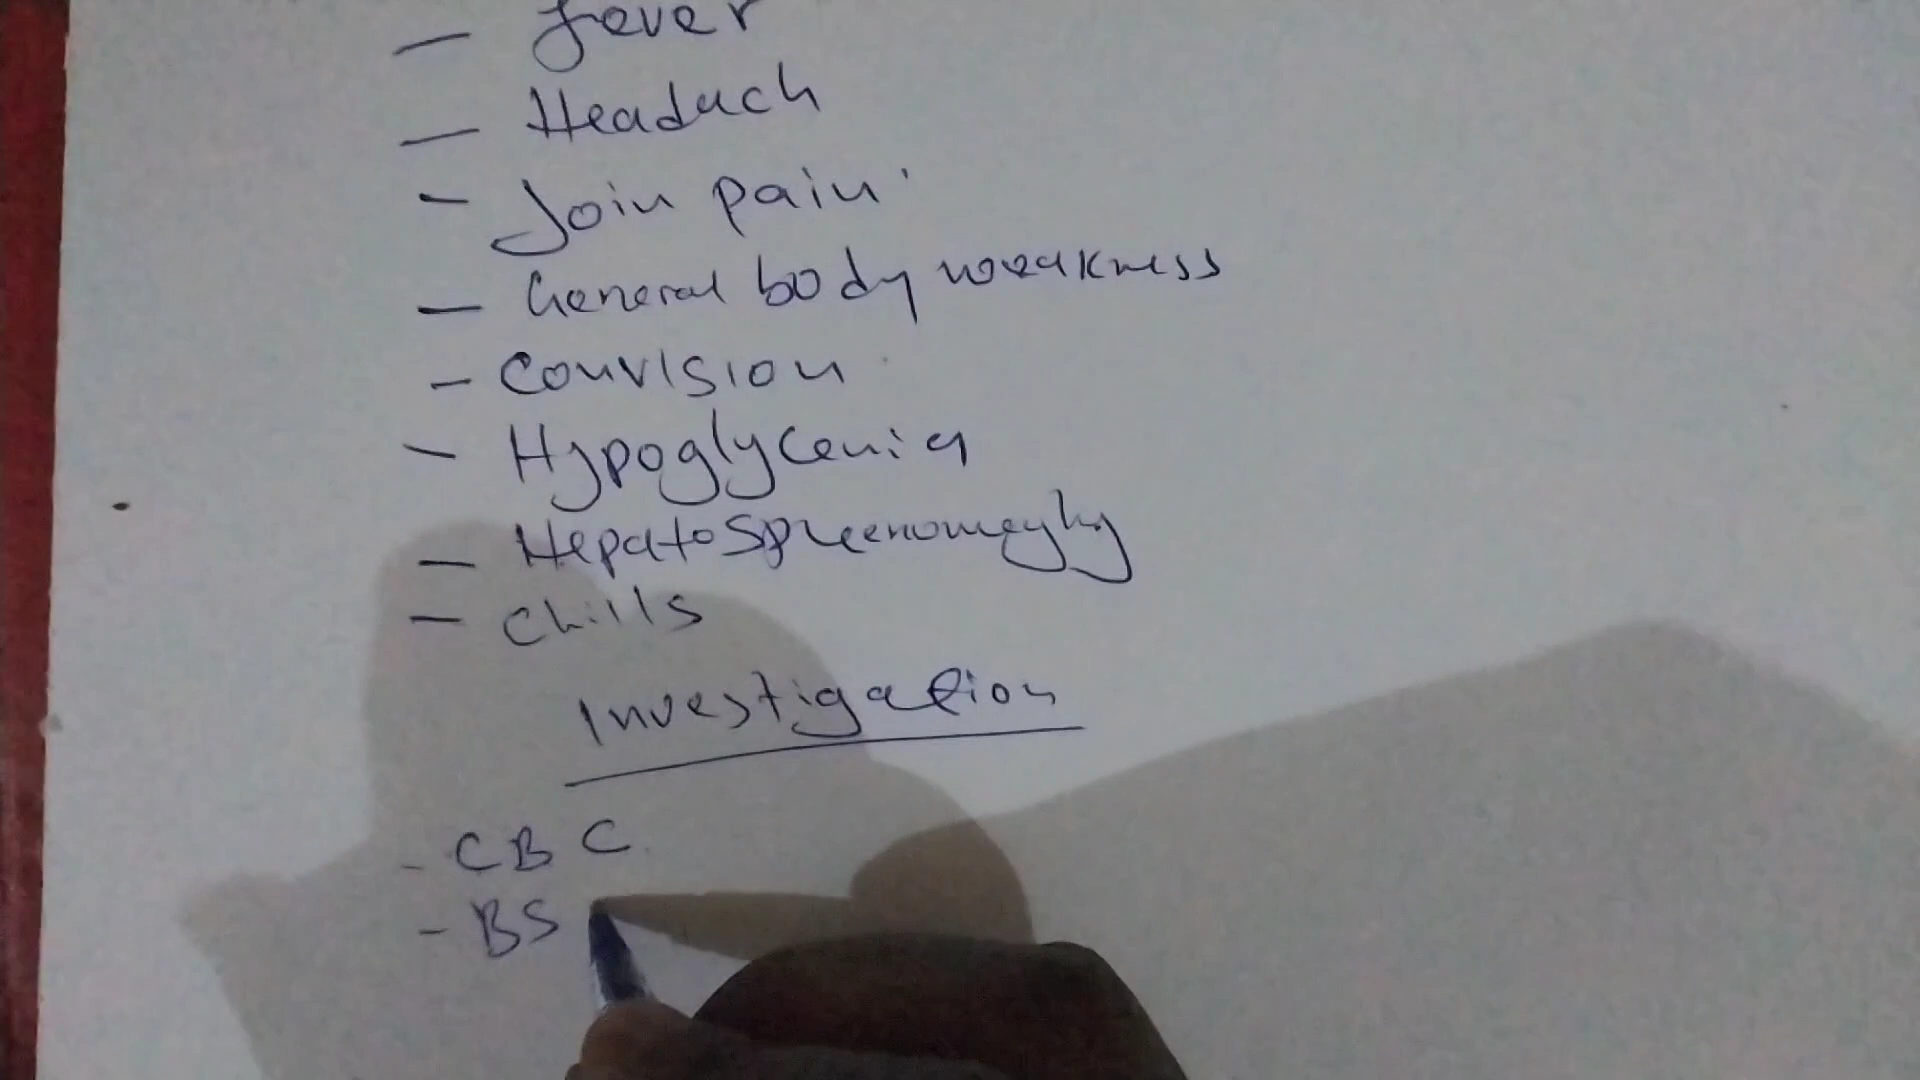 - fever
- Headach
- Join pain
- General body weakness
- Convision
- Hypoglycemia
- Hepatospleenomegly
- Chills
Investigation
- CBC
- BS